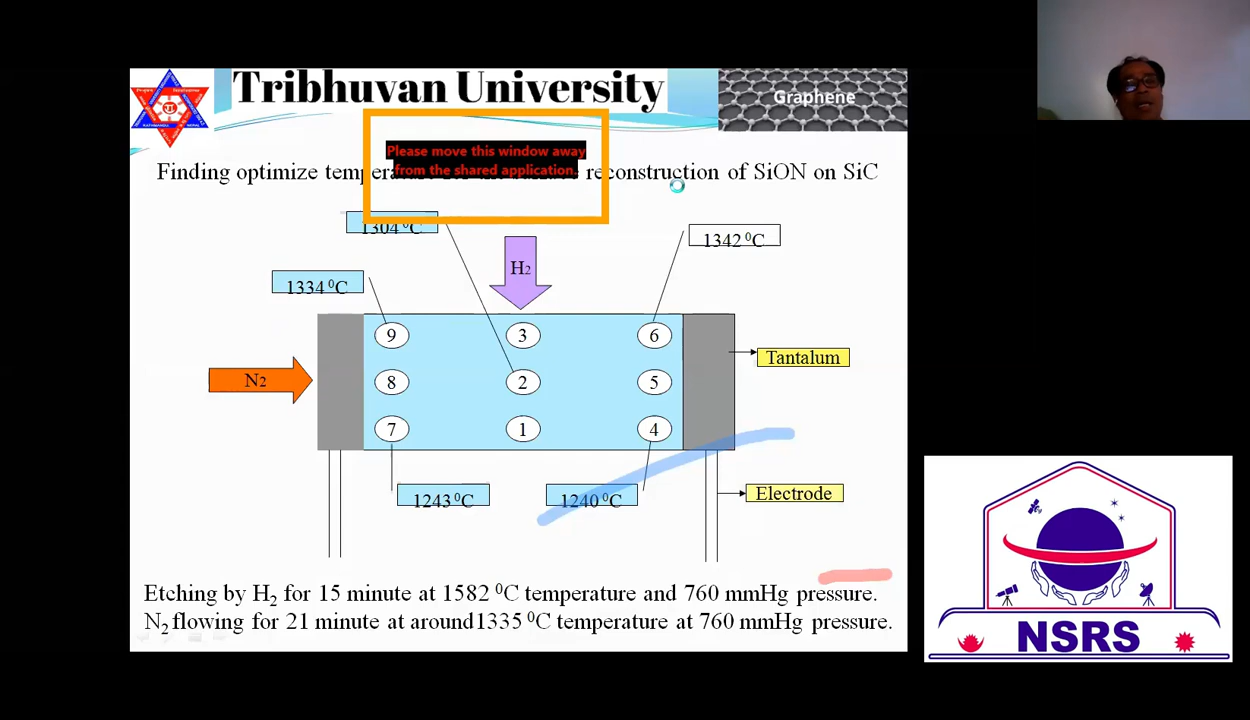 Tribhuvan University
Graphene
Please move this window away
from the shared application.
Finding optimize temperature for the surface reconstruction of SiON on SiC
1304 ⁰C
1342 ⁰C
H₂
1334 ⁰C
9 3 6
Tantalum
N₂
8 2 5
7 1 4
1243 ⁰C
1240 ⁰C
Electrode
Etching by H₂ for 15 minute at 1582 ⁰C temperature and 760 mmHg pressure.
N₂ flowing for 21 minute at around1335 ⁰C temperature at 760 mmHg pressure.
NSRS